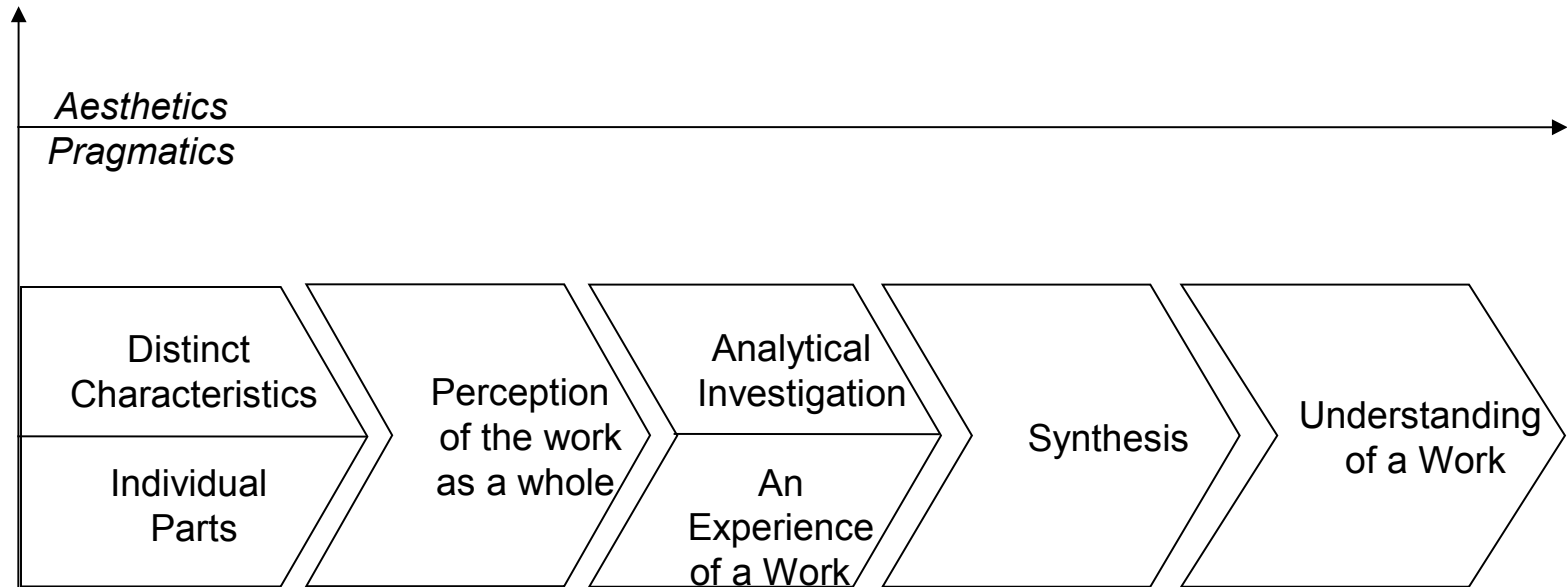 Aesthetics
Pragmatics
Distinct
Characteristics
Individual
Parts
Perception
of the work
as a whole
Analytical
Investigation
An
Experience
of a Work
Synthesis
Understanding
of a Work